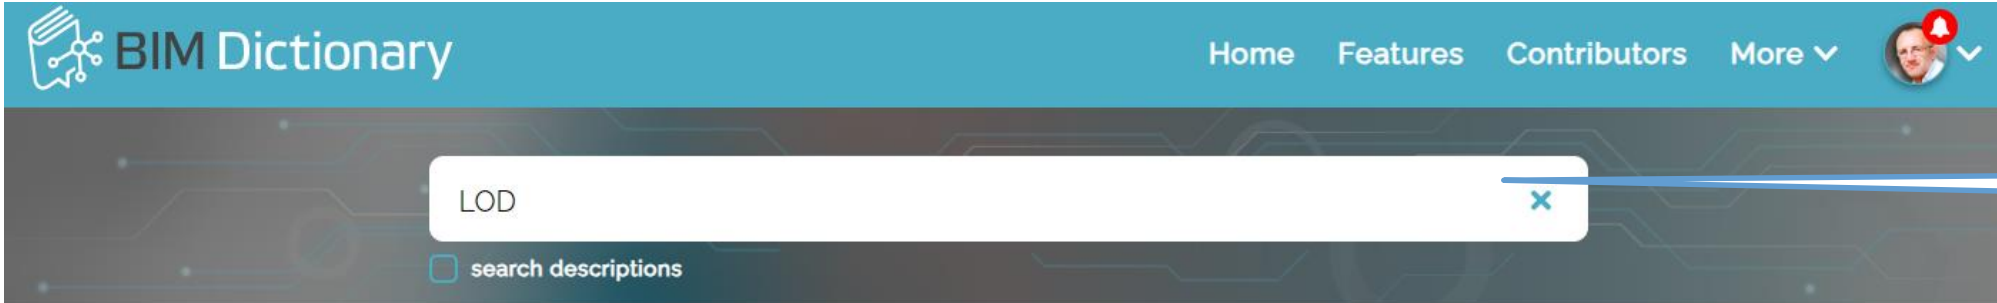 BIM Dictionary
Home Features Contributors More
LOD
search descriptions